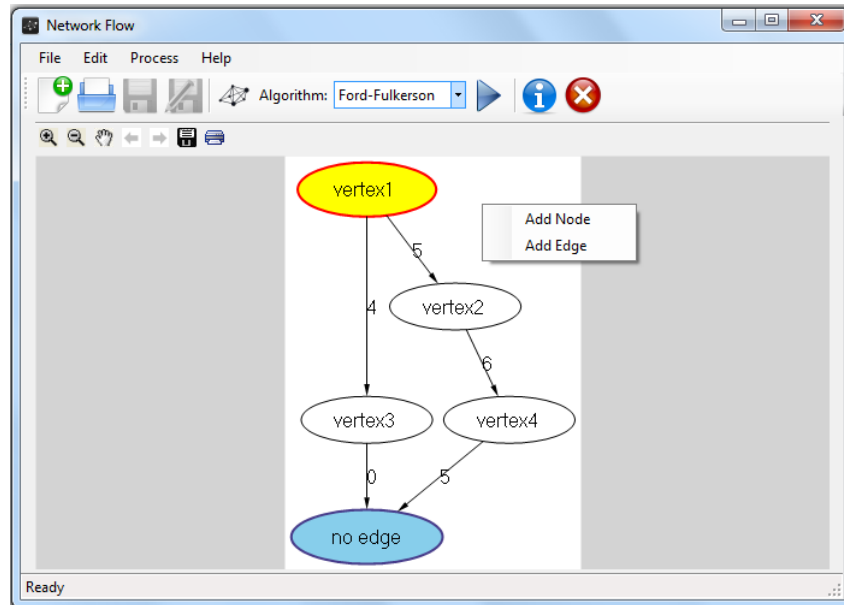 Network Flow
File Edit Process Help
Algorithm: Ford-Fulkerson
vertex1
Add Node
Add Edge
5
vertex2
4
6
vertex3 vertex4
0 5
no edge
Ready